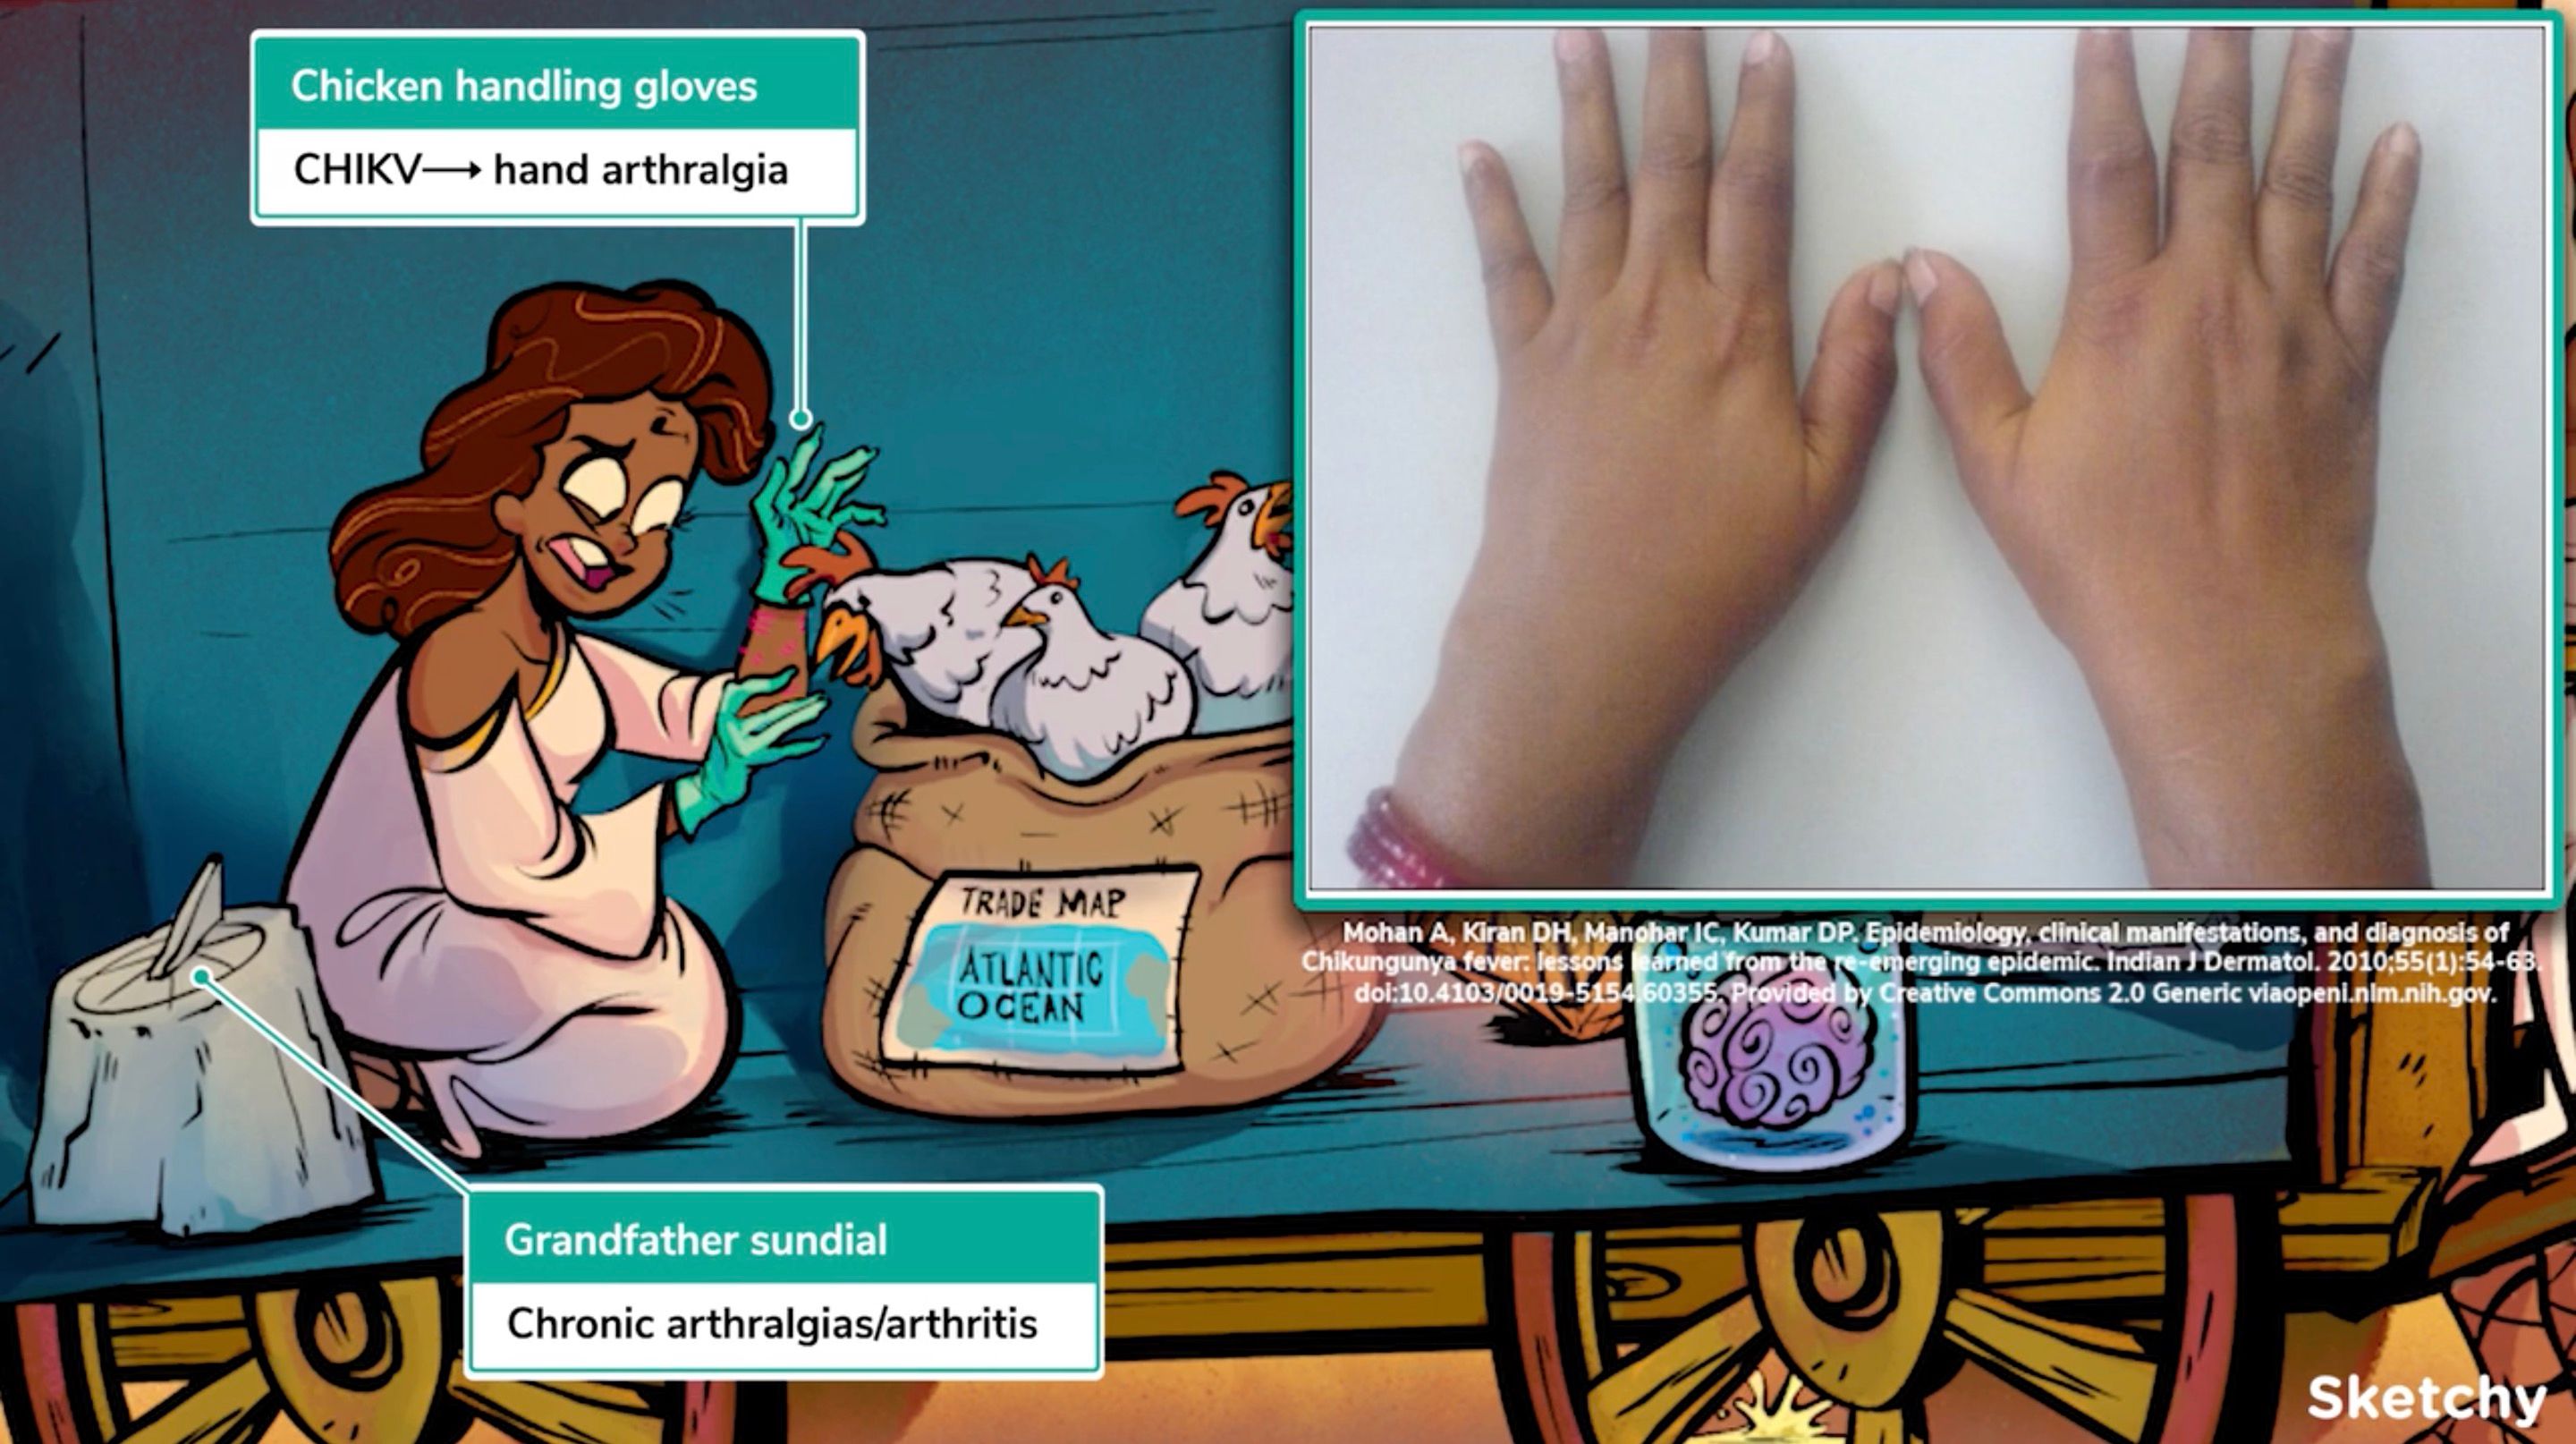 Chicken handling gloves
CHIKV⟶ hand arthralgia
TRADE MAP
ATLANTIC
OCEAN
Mohan A, Kiran DH, Manohar IC, Kumar DP. Epidemiology, clinical manifestations, and diagnosis of
Chikungunya fever: lessons learned from the re-emerging epidemic. Indian J Dermatol. 2010;55(1):54-63.
doi:10.4103/0019-5154.60355. Provided by Creative Commons 2.0 Generic viaopeni.nlm.nih.gov.
Grandfather sundial
Chronic arthralgias/arthritis
Sketchy